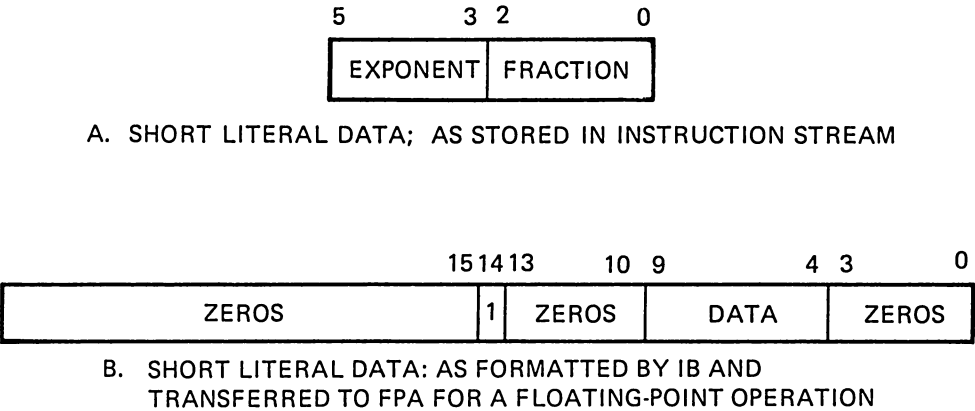 5 3 2 0
EXPONENT FRACTION
A. SHORT LITERAL DATA; AS STORED IN INSTRUCTION STREAM
15 14 13 10 9 4 3 0
ZEROS 1 ZEROS DATA ZEROS
B. SHORT LITERAL DATA: AS FORMATTED BY IB AND
TRANSFERRED TO FPA FOR A FLOATING-POINT OPERATION